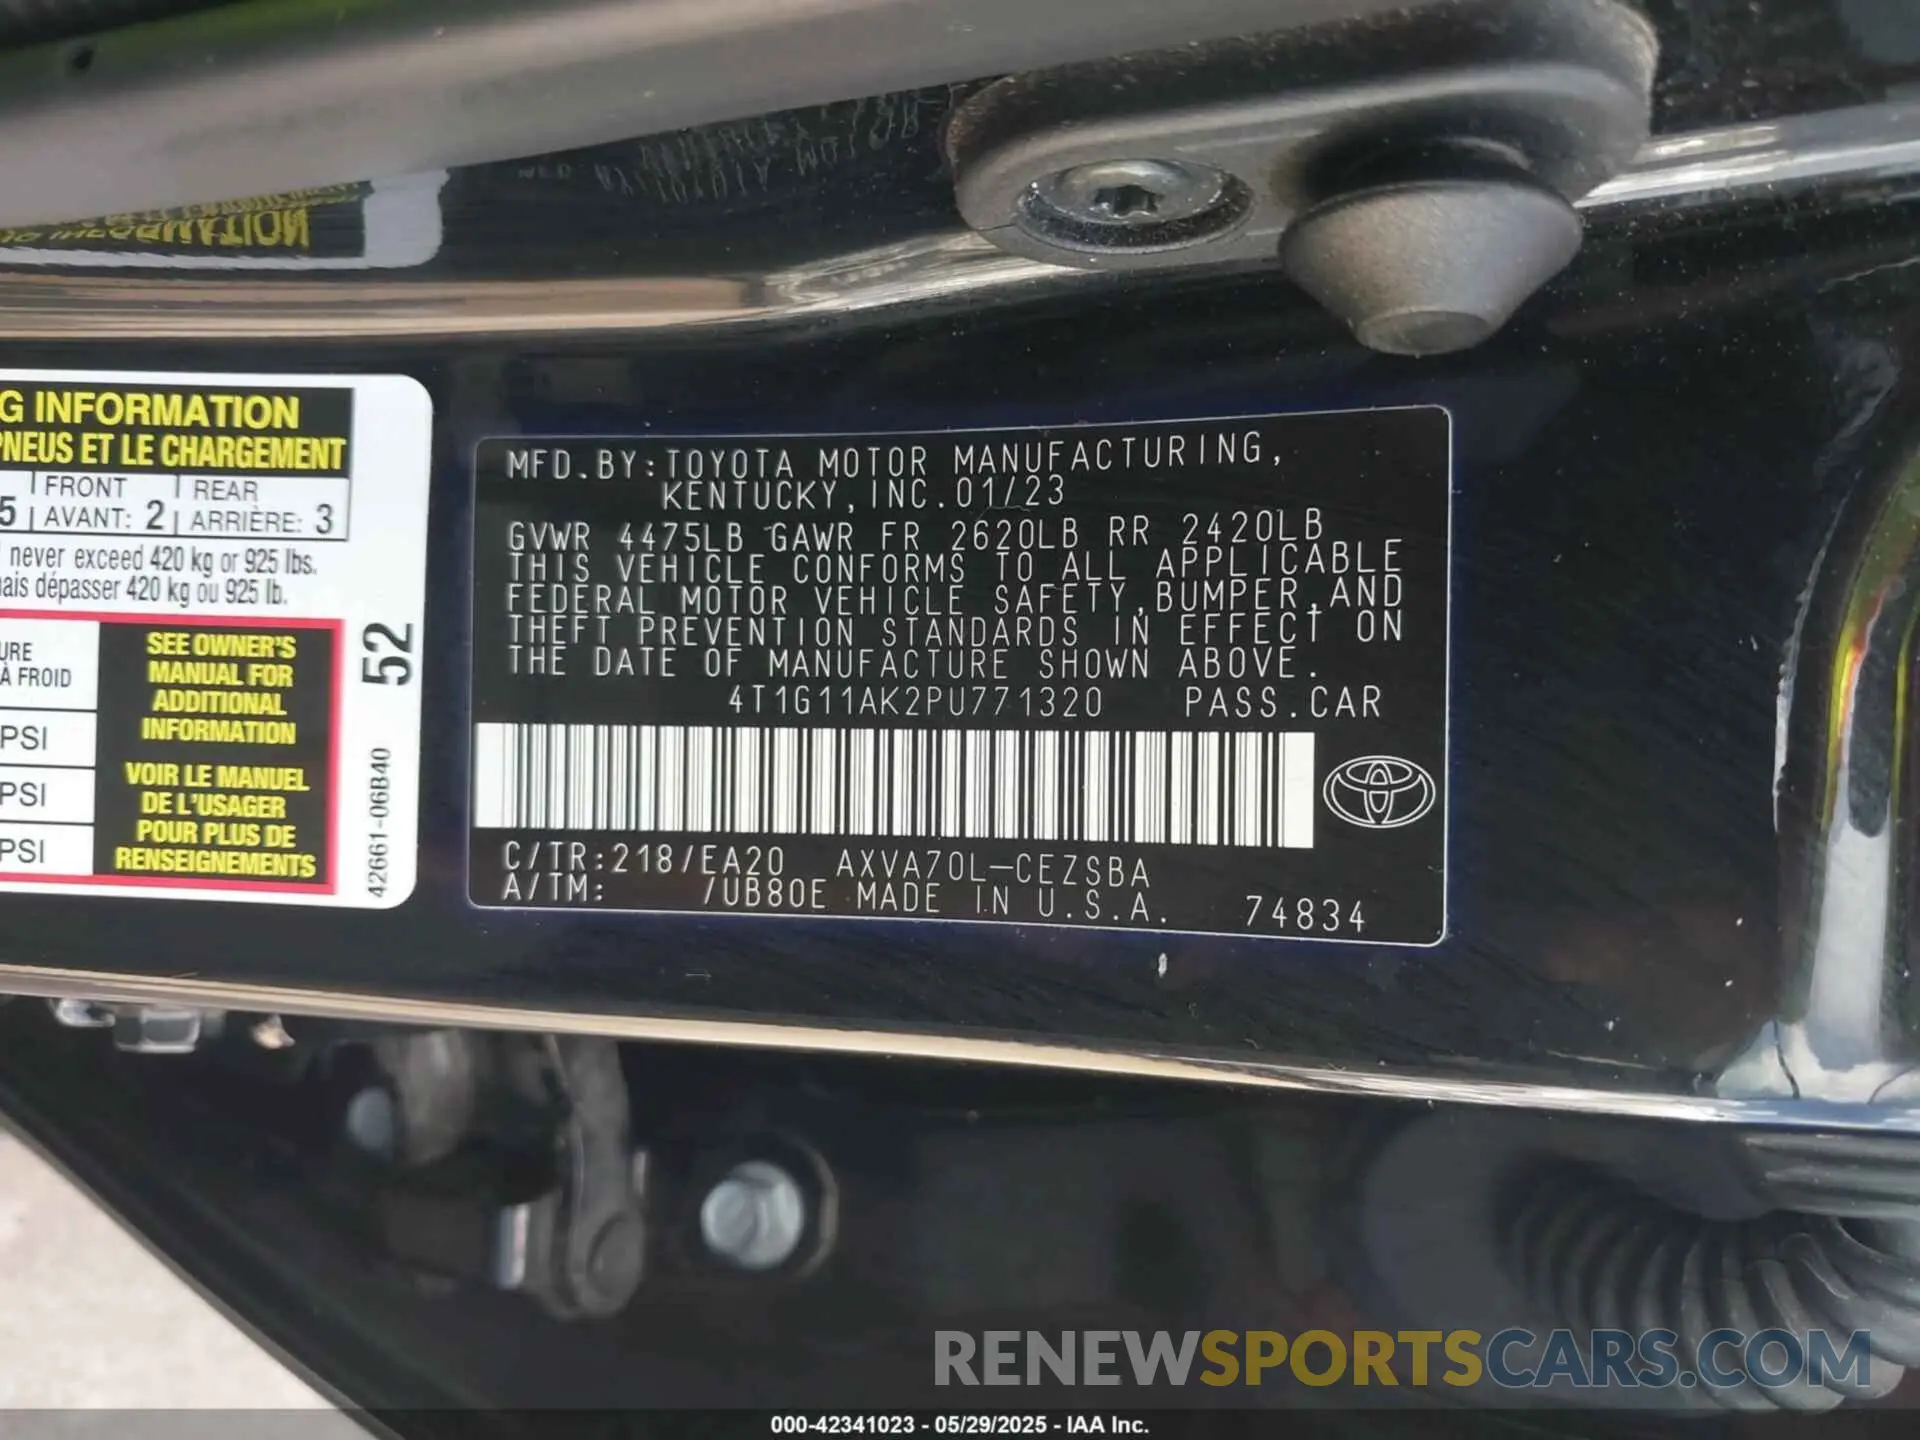 G INFORMATION
PNEUS ET LE CHARGEMENT
5 FRONT AVANT: 2 REAR ARRIÈRE: 3
never exceed 420 kg or 925 lbs.
mais dépasser 420 kg ou 925 lb.
URE
À FROID
PSI
PSI
PSI
SEE OWNER'S
MANUAL FOR
ADDITIONAL
INFORMATION
VOIR LE MANUEL
DE L'USAGER
POUR PLUS DE
RENSEIGNEMENTS
52
42661-06B40
MFD.BY:TOYOTA MOTOR MANUFACTURING,
KENTUCKY,INC.01/23
GVWR 4475LB GAWR FR 2620LB RR 2420LB
THIS VEHICLE CONFORMS TO ALL APPLICABLE
FEDERAL MOTOR VEHICLE SAFETY,BUMPER,AND
THEFT PREVENTION STANDARDS IN EFFECT ON
THE DATE OF MANUFACTURE SHOWN ABOVE.
4T1G11AK2PU771320 PASS.CAR
C/TR:218/EA20 AXVA70L-CEZSBA
A/TM: /UB80E MADE IN U.S.A. 74834
RENEWSPORTSCARS.COM
000-42341023 - 05/29/2025 - IAA Inc.